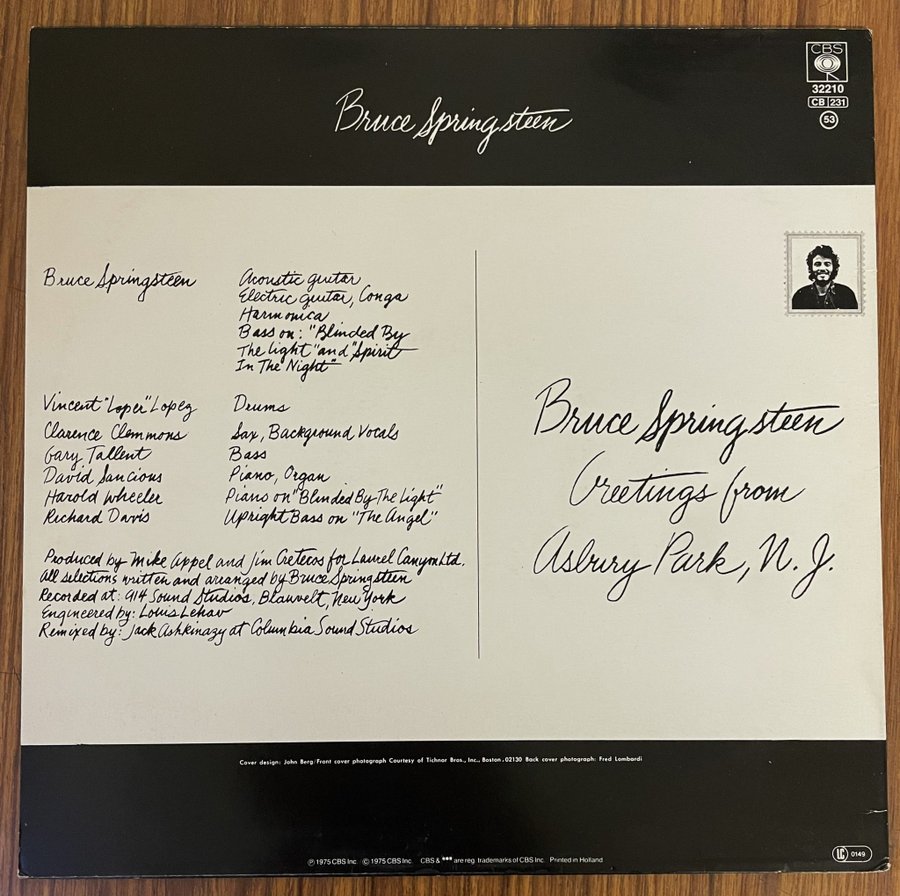 CBS
32210
CB 231
53
Bruce Springsteen
Bruce Springsteen Acoustic guitar
Electric guitar, Conga
Harmonica
Bass on: "Blinded By
The Light" and "Spirit
In The Night"
Vincent "Loper" Lopez Drums
Clarence Clemmons Sax, Background Vocals
Gary Tallent Bass
David Sancious Piano, Organ
Harold Wheeler Piano on "Blinded By The Light"
Richard Davis Upright Bass on "The Angel"
Produced by Mike Appel and Jim Cretecos for Laurel Canyon Ltd.
All selections written and arranged by Bruce Springsteen
Recorded at: 914 Sound Studios, Blauvelt, New York
Engineered by: Louis Lehav
Remixed by: Jack Ashkinazy at Columbia Sound Studios
Bruce Springsteen
Greetings from
Asbury Park, N. J.
Cover design: John Berg/Front cover photograph Courtesy of Tichnor Bros., Inc., Boston, 02130 Back cover photograph: Fred Lombardi
℗ 1975 CBS Inc. © 1975 CBS Inc. CBS & *** are reg. trademarks of CBS Inc. Printed in Holland
LC 0149